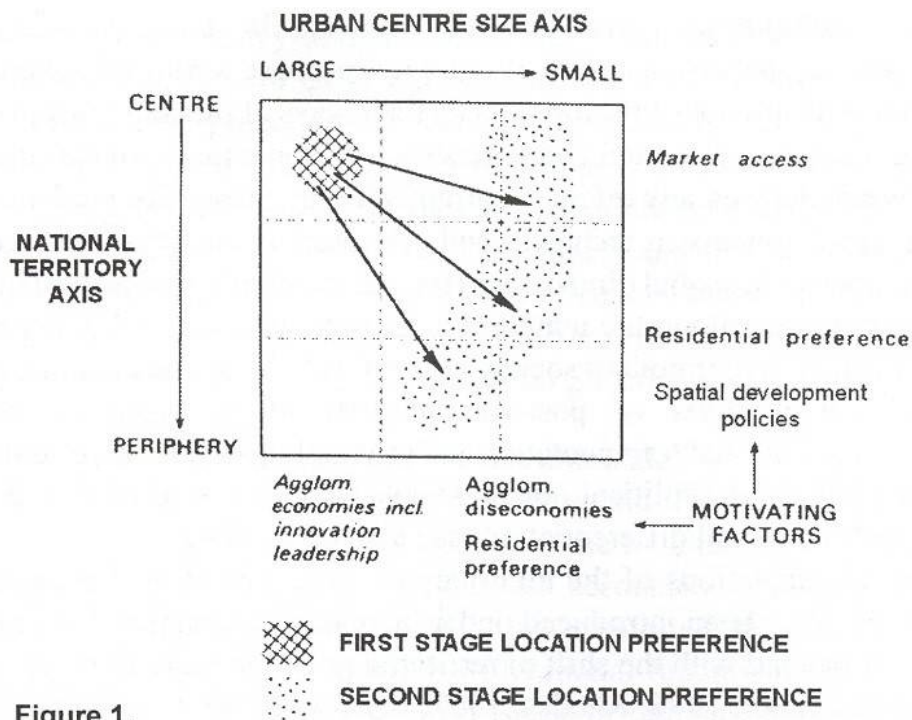 URBAN CENTRE SIZE AXIS
LARGE SMALL
CENTRE
Market access
NATIONAL
TERRITORY
AXIS
Residential preference
Spatial development
policies
PERIPHERY
Agglom.
economies incl.
innovation
leadership
Agglom.
diseconomies
Residential
preference
MOTIVATING
FACTORS
FIRST STAGE LOCATION PREFERENCE
SECOND STAGE LOCATION PREFERENCE
Figure 1.